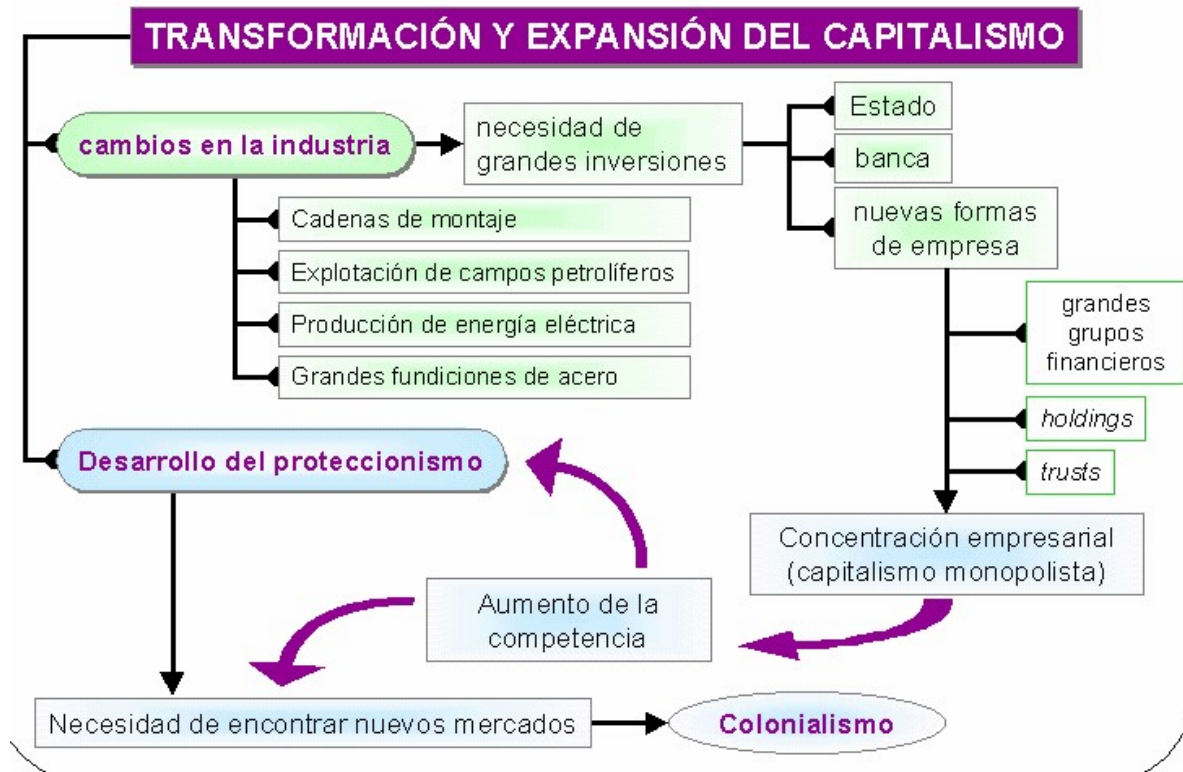 TRANSFORMACIÓN Y EXPANSIÓN DEL CAPITALISMO
cambios en la industria
necesidad de
grandes inversiones
Estado
banca
nuevas formas
de empresa
Cadenas de montaje
Explotación de campos petrolíferos
Producción de energía eléctrica
Grandes fundiciones de acero
grandes
grupos
financieros
holdings
trusts
Desarrollo del proteccionismo
Concentración empresarial
(capitalismo monopolista)
Aumento de la
competencia
Necesidad de encontrar nuevos mercados
Colonialismo